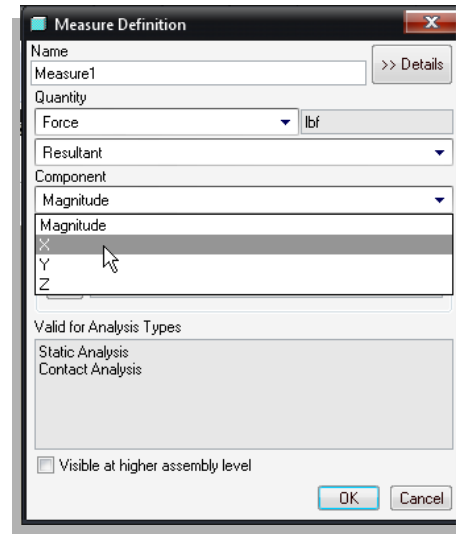 Measure Definition
Name
Measure1
>> Details
Quantity
Force
lbf
Resultant
Component
Magnitude
Magnitude
X
Y
Z
Valid for Analysis Types
Static Analysis
Contact Analysis
Visible at higher assembly level
OK
Cancel